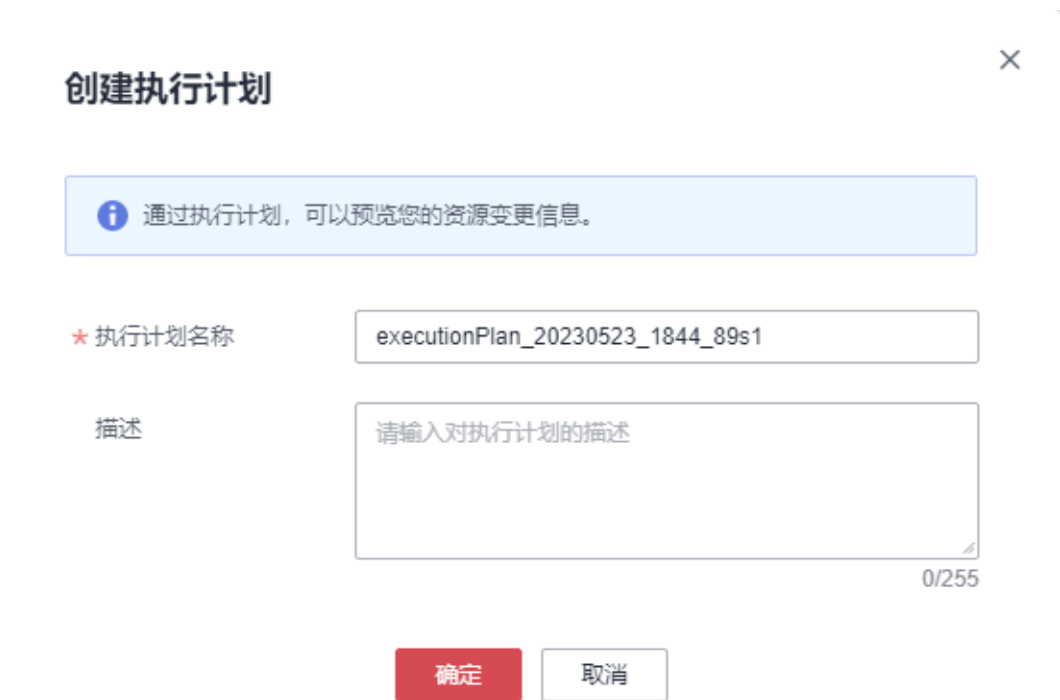 创建执行计划
通过执行计划，可以预览您的资源变更信息。
* 执行计划名称
executionPlan_20230523_1844_89s1
描述
请输入对执行计划的描述
0/255
确定
取消